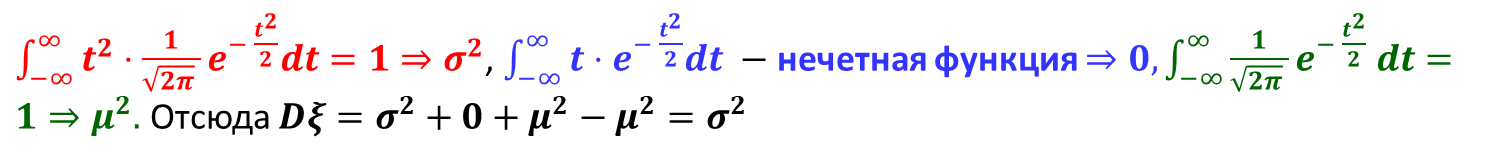 ∫_{-∞}^{∞} t² · 1/√(2π) e^{-t²/2} dt = 1 ⇒ σ², ∫_{-∞}^{∞} t · e^{-t²/2} dt – нечетная функция ⇒ 0, ∫_{-∞}^{∞} 1/√(2π) e^{-t²/2} dt =
1 ⇒ μ². Отсюда Dξ = σ² + 0 + μ² − μ² = σ²